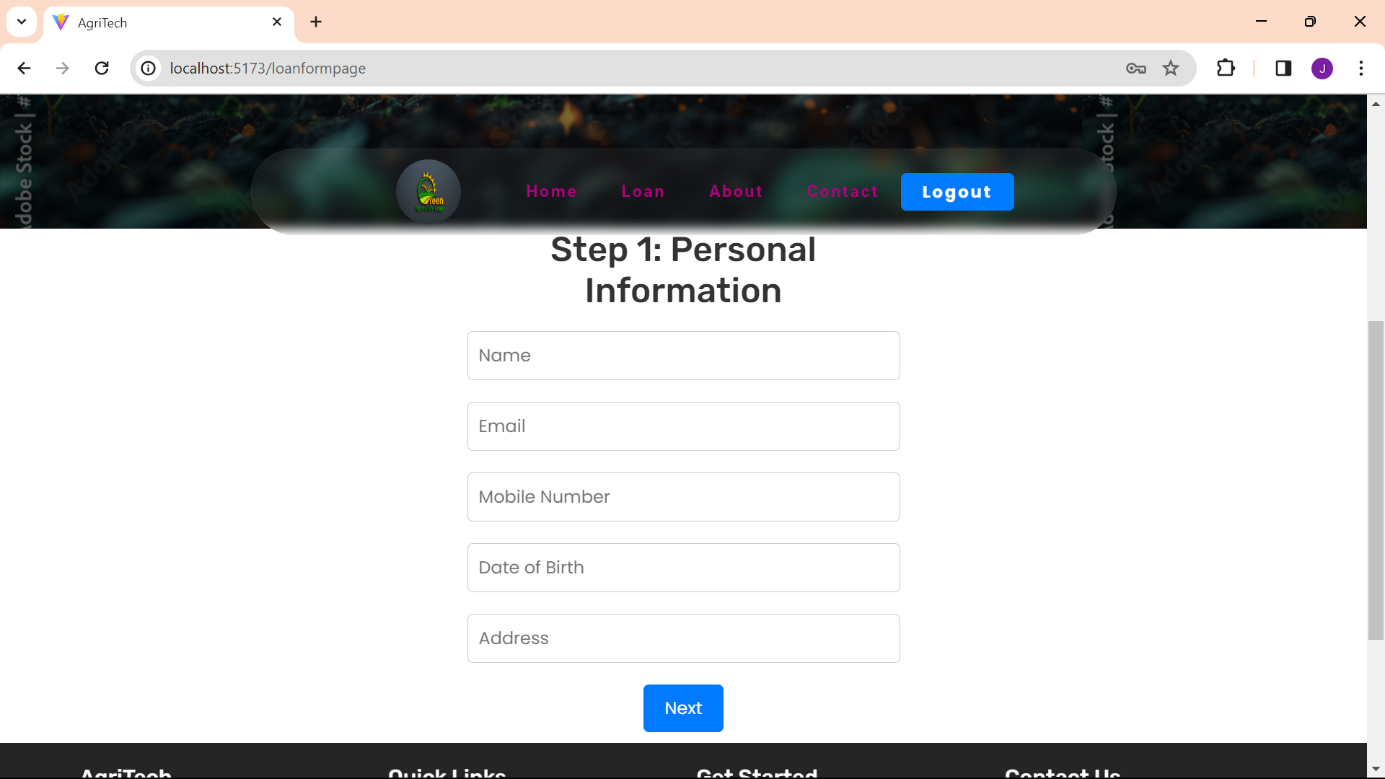 AgriTech
localhost:5173/loanformpage
J
Adobe Stock | #
Adobe Stock | #
Home
Loan
About
Contact
Logout
Step 1: Personal
Information
Name
Email
Mobile Number
Date of Birth
Address
Next
AgriTech
Quick Links
Get Started
Contact Us